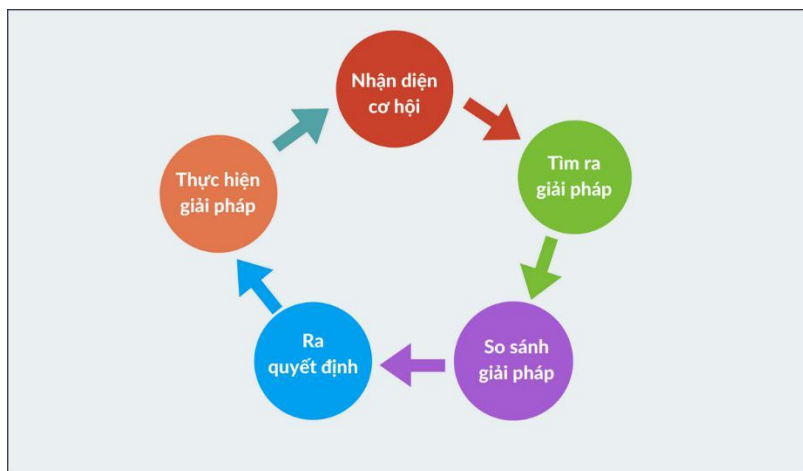 Nhận diện
cơ hội
Tìm ra
giải pháp
So sánh
giải pháp
Ra
quyết định
Thực hiện
giải pháp